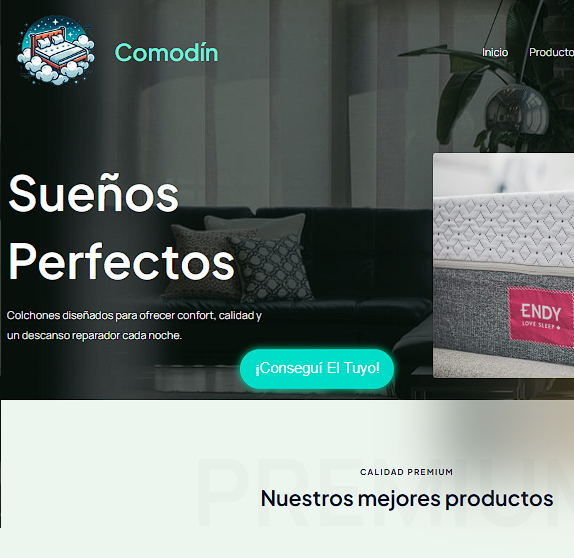 Comodín
Inicio
Producto
Sueños
Perfectos
Colchones diseñados para ofrecer confort, calidad y
un descanso reparador cada noche.
¡Conseguí El Tuyo!
ENDY
LOVE SLEEP
PREMIUM
CALIDAD PREMIUM
Nuestros mejores productos